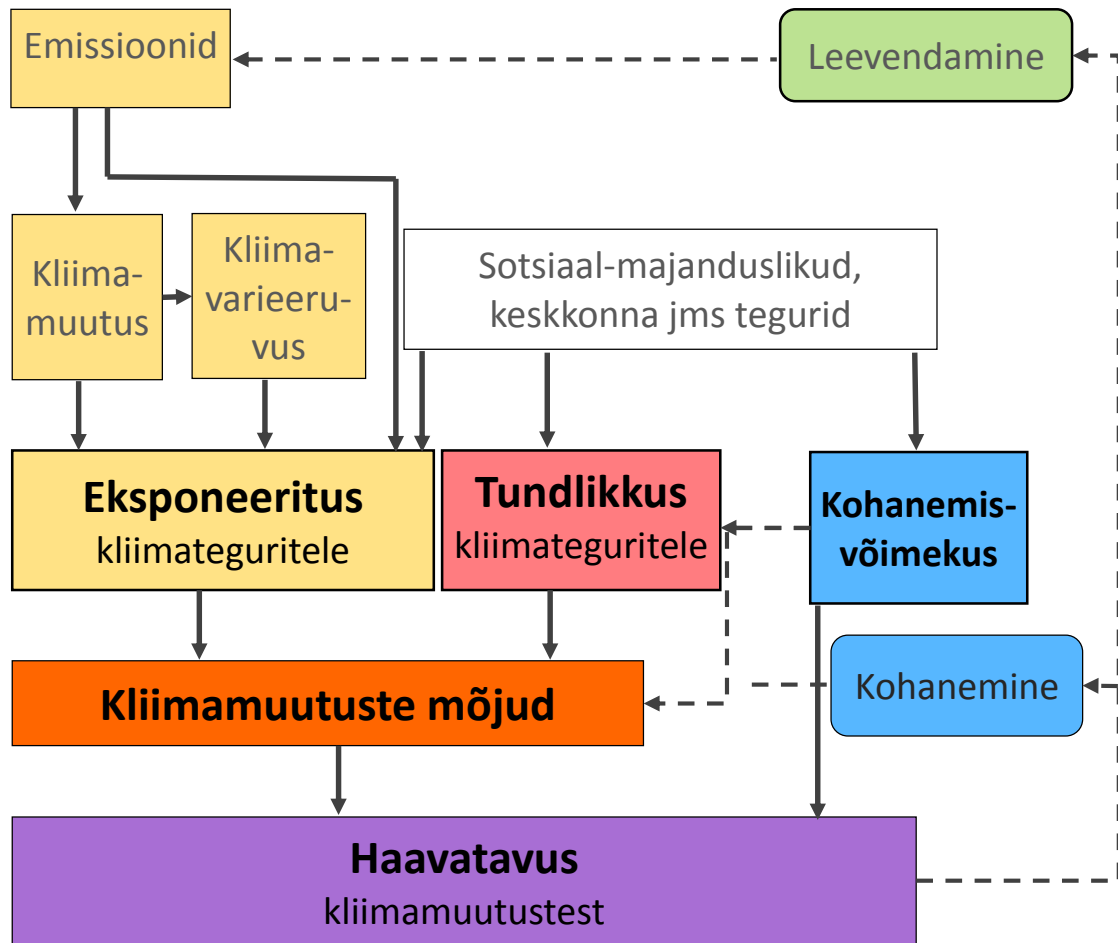 Emissioonid
Leevendamine
Kliima-
muutus
Kliima-
varieeru-
vus
Sotsiaal-majanduslikud,
keskkonna jms tegurid
Eksponeeritus
kliimateguritele
Tundlikkus
kliimateguritele
Kohanemis-
võimekus
Kliimamuutuste mõjud
Kohanemine
Haavatavus
kliimamuutustest